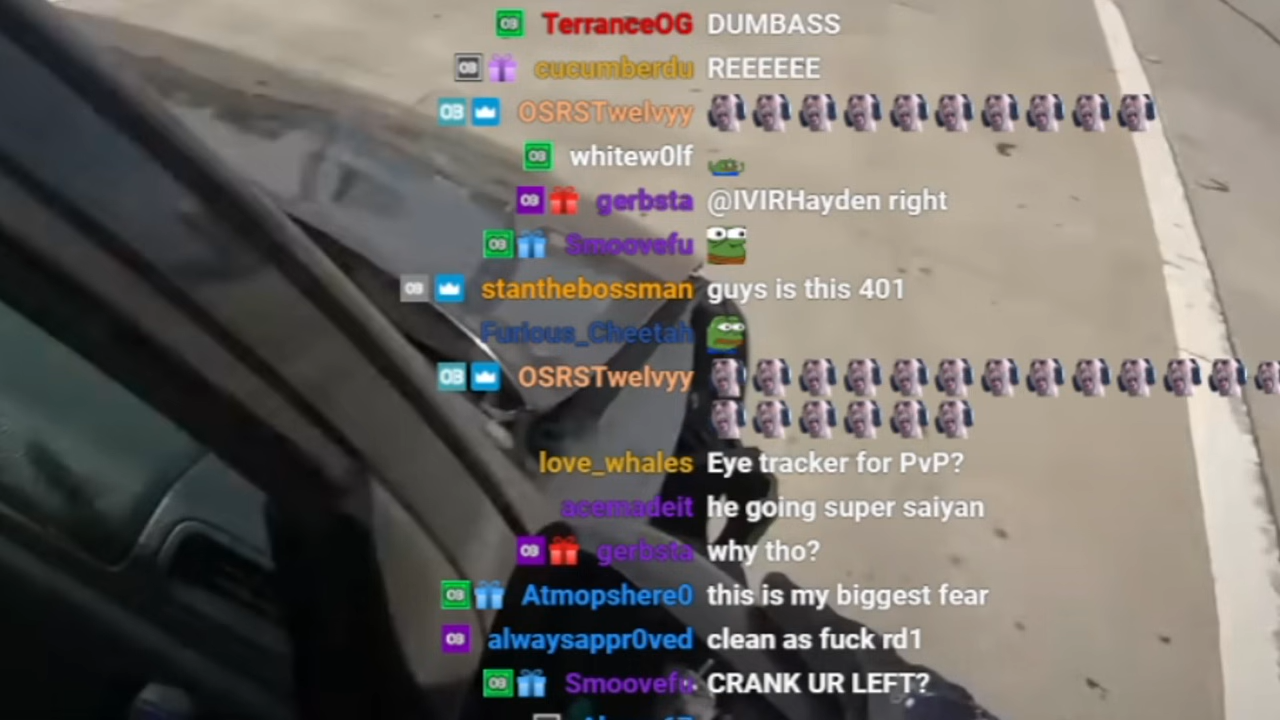 TerranceOG DUMBASS
cucumberdu REEEEEE
OSRSTwelvyy
whitew0lf
gerbsta @IVIRHayden right
Smoovefu
stanthebossman guys is this 401
Furious_Cheetah
OSRSTwelvyy
love_whales Eye tracker for PvP?
acemadeit he going super saiyan
gerbsta why tho?
Atmopshere0 this is my biggest fear
alwaysappr0ved clean as fuck rd1
Smoovefu CRANK UR LEFT?